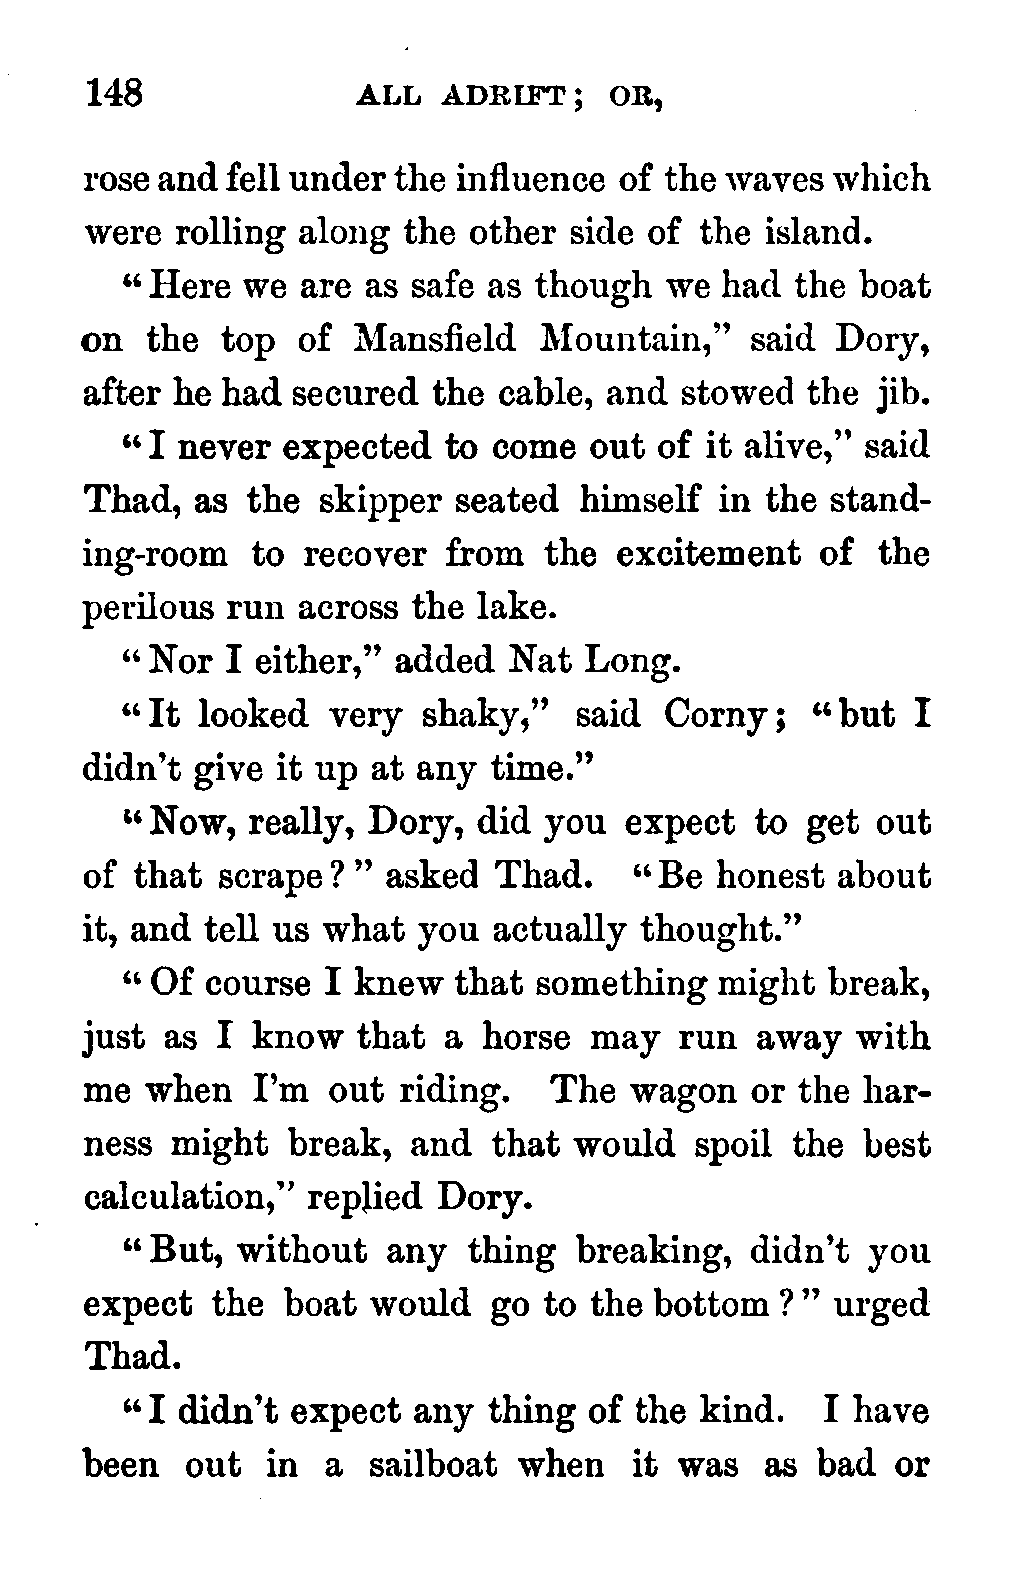 148 ALL ADRIFT; OR,
rose and fell under the influence of the waves which
were rolling along the other side of the island.
"Here we are as safe as though we had the boat
on the top of Mansfield Mountain," said Dory,
after he had secured the cable, and stowed the jib.
"I never expected to come out of it alive," said
Thad, as the skipper seated himself in the stand-
ing-room to recover from the excitement of the
perilous run across the lake.
"Nor I either," added Nat Long.
"It looked very shaky," said Corny; "but I
didn't give it up at any time."
"Now, really, Dory, did you expect to get out
of that scrape?" asked Thad. "Be honest about
it, and tell us what you actually thought."
"Of course I knew that something might break,
just as I know that a horse may run away with
me when I'm out riding. The wagon or the har-
ness might break, and that would spoil the best
calculation," replied Dory.
"But, without any thing breaking, didn't you
expect the boat would go to the bottom?" urged
Thad.
"I didn't expect any thing of the kind. I have
been out in a sailboat when it was as bad or